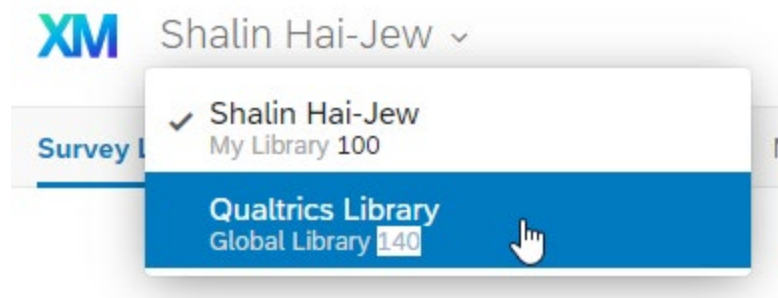 XM Shalin Hai-Jew
Shalin Hai-Jew
My Library 100
Survey
Qualtrics Library
Global Library 140